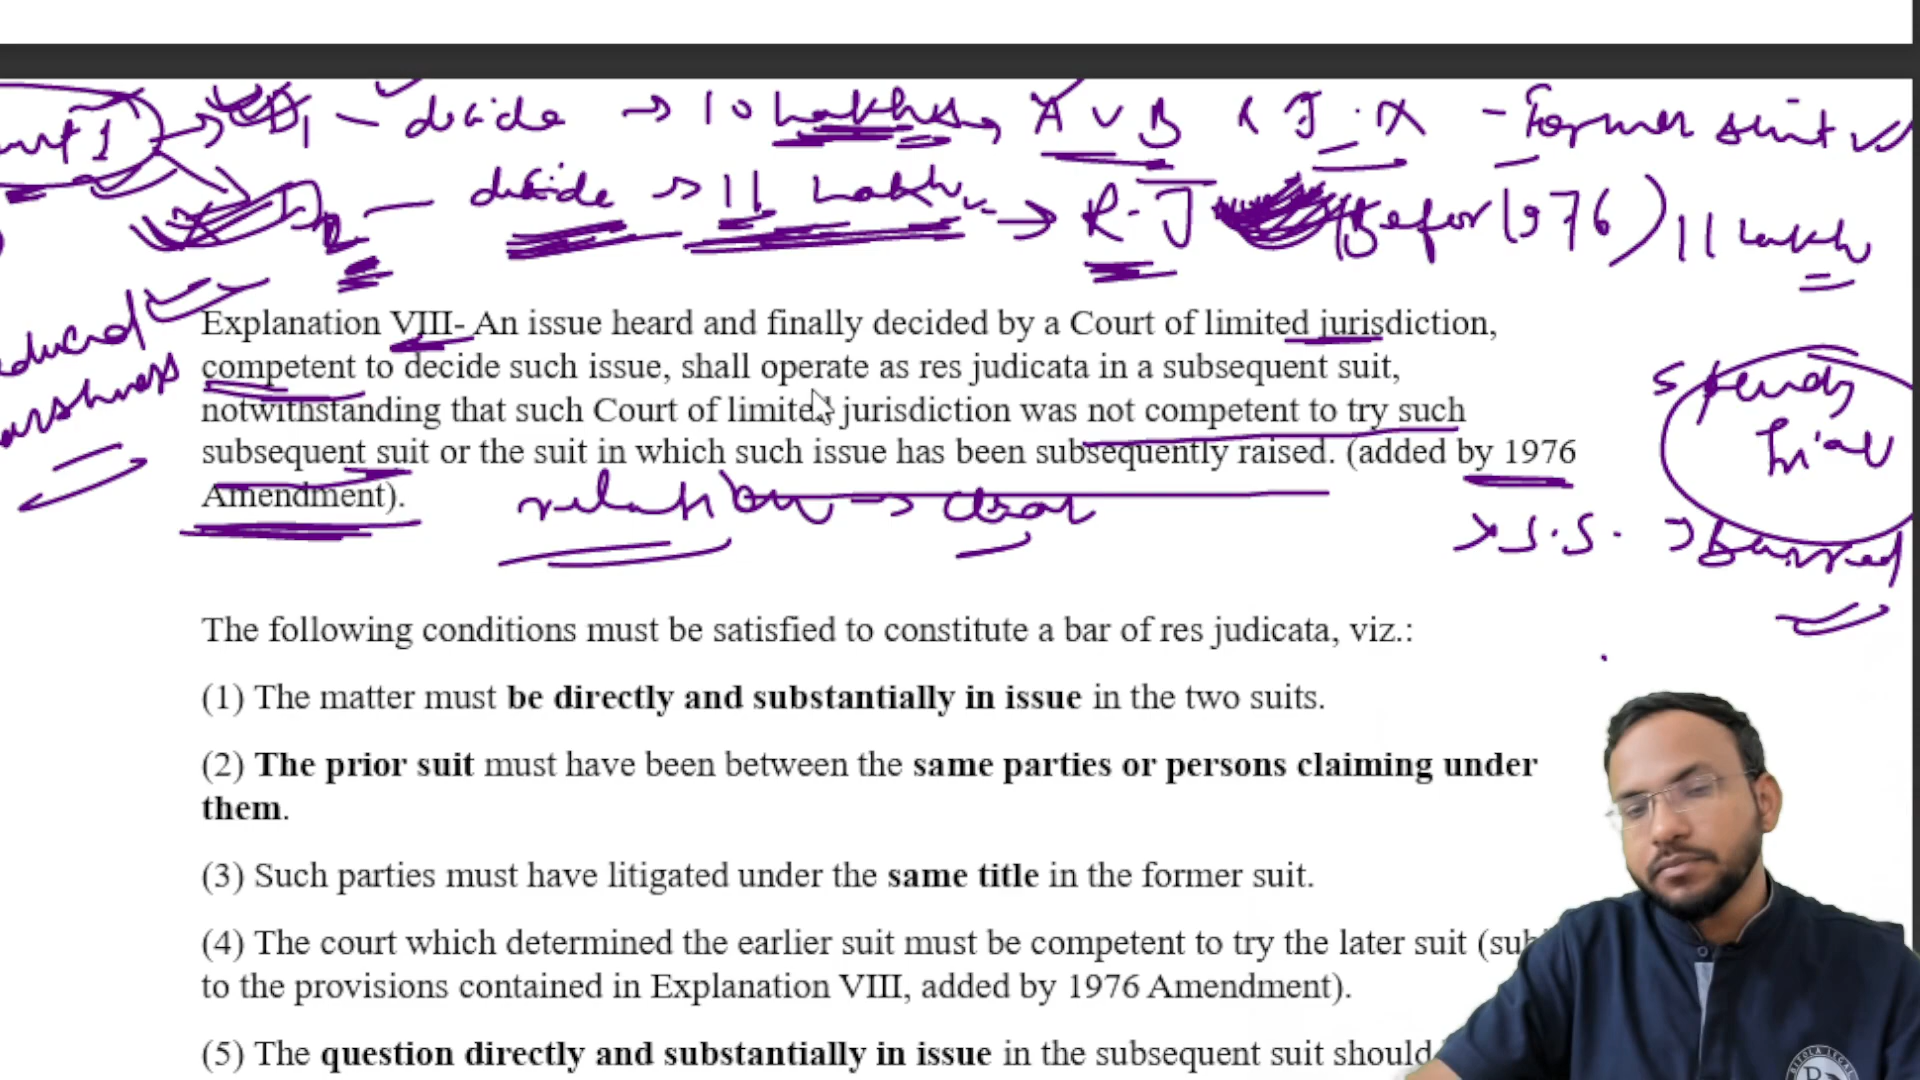 decide → 10 Lakhs → A v B R.J. X - Former suit
decide → 11 Lakh → R.J (Before 1976) 11 Lakh
Explanation VIII- An issue heard and finally decided by a Court of limited jurisdiction,
competent to decide such issue, shall operate as res judicata in a subsequent suit,
notwithstanding that such Court of limited jurisdiction was not competent to try such
subsequent suit or the suit in which such issue has been subsequently raised. (added by 1976
Amendment).
relation → clear
speedy
trial
→ S.S. → barred
The following conditions must be satisfied to constitute a bar of res judicata, viz.:
(1) The matter must be directly and substantially in issue in the two suits.
(2) The prior suit must have been between the same parties or persons claiming under
them.
(3) Such parties must have litigated under the same title in the former suit.
(4) The court which determined the earlier suit must be competent to try the later suit
to the provisions contained in Explanation VIII, added by 1976 Amendment).
(5) The question directly and substantially in issue in the subsequent suit should